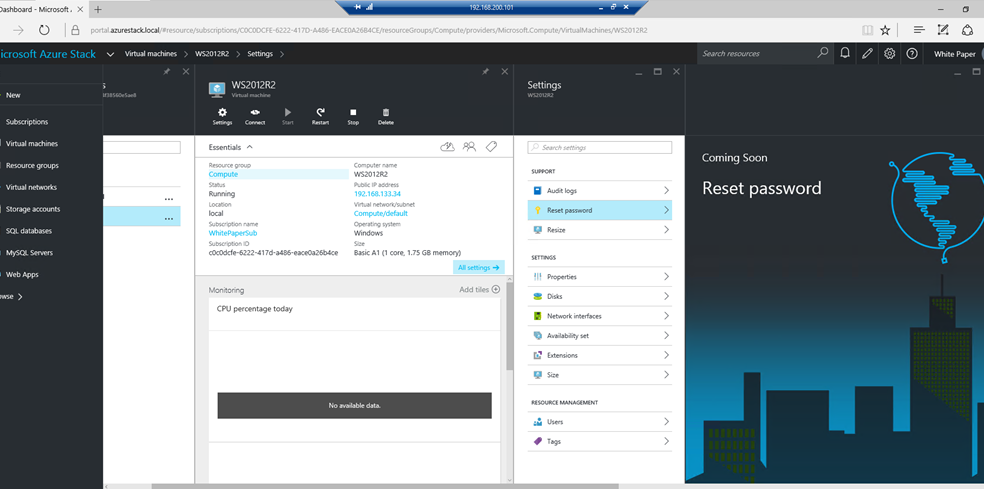 Dashboard - Microsoft A
192.168.200.101
portal.azurestack.local/#resource/subscriptions/C0C0DCFE-6222-417D-A486-EACE0A26B4CE/resourceGroups/Compute/providers/Microsoft.Compute/VirtualMachines/WS2012R2
icrosoft Azure Stack
Virtual machines > WS2012R2 > Settings >
Search resources
White Paper
New
Subscriptions
Virtual machines
Resource groups
Virtual networks
Storage accounts
SQL databases
MySQL Servers
Web Apps
owse >
s
WS2012R2
Virtual machine
Settings
Connect
Start
Restart
Stop
Delete
Essentials
Resource group
Compute
Status
Running
Location
local
Subscription name
WhitePaperSub
Subscription ID
c0c0dcfe-6222-417d-a486-eace0a26b4ce
Computer name
WS2012R2
Public IP address
192.168.133.34
Virtual network/subnet
Compute/default
Operating system
Windows
Size
Basic A1 (1 core, 1.75 GB memory)
All settings →
Monitoring
Add tiles
CPU percentage today
No available data.
Settings
WS2012R2
Search settings
SUPPORT
Audit logs
Reset password
Resize
SETTINGS
Properties
Disks
Network interfaces
Availability set
Extensions
Size
RESOURCE MANAGEMENT
Users
Tags
Coming Soon
Reset password